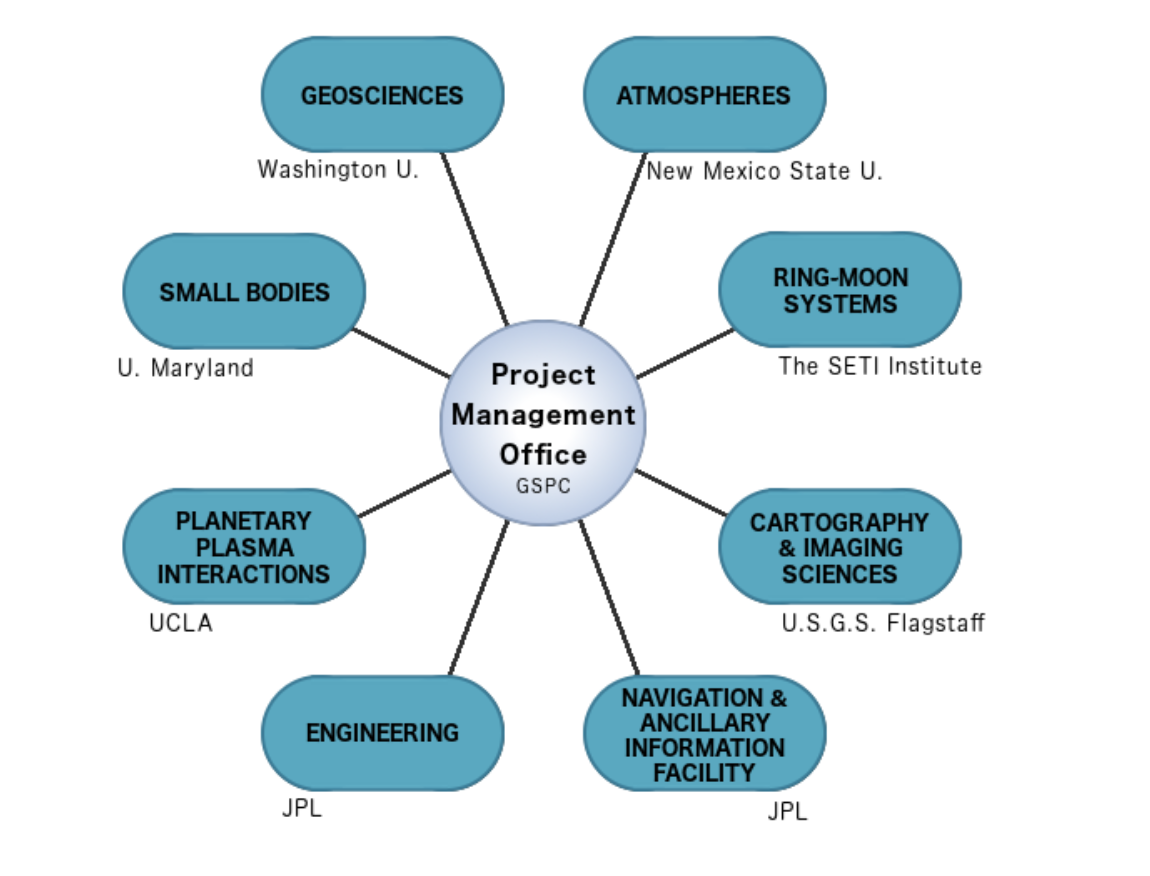 GEOSCIENCES
Washington U.
ATMOSPHERES
New Mexico State U.
SMALL BODIES
U. Maryland
RING-MOON
SYSTEMS
The SETI Institute
Project
Management
Office
GSPC
PLANETARY
PLASMA
INTERACTIONS
UCLA
CARTOGRAPHY
& IMAGING
SCIENCES
U.S.G.S. Flagstaff
ENGINEERING
JPL
NAVIGATION &
ANCILLARY
INFORMATION
FACILITY
JPL